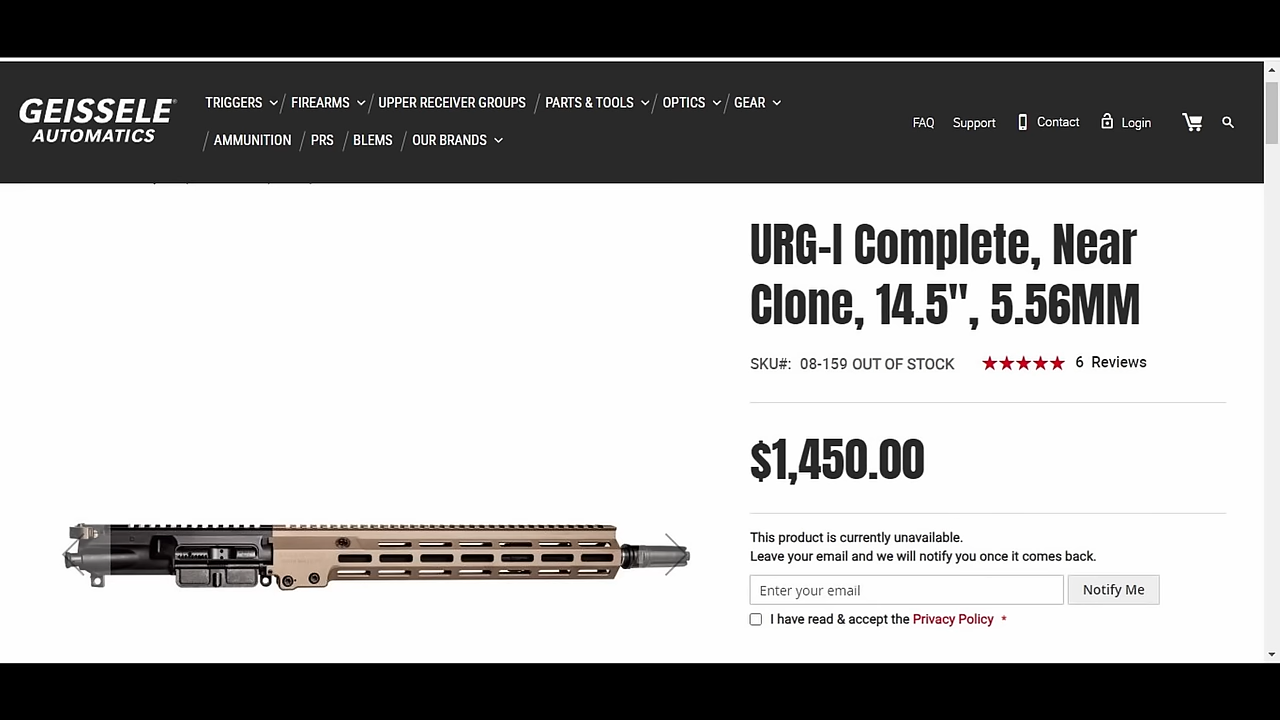 GEISSELE
AUTOMATICS
TRIGGERS / FIREARMS / UPPER RECEIVER GROUPS / PARTS & TOOLS / OPTICS / GEAR
/ AMMUNITION / PRS / BLEMS / OUR BRANDS
FAQ Support Contact Login
URG-I Complete, Near
Clone, 14.5", 5.56MM
SKU#: 08-159 OUT OF STOCK 6 Reviews
$1,450.00
This product is currently unavailable.
Leave your email and we will notify you once it comes back.
Enter your email Notify Me
I have read & accept the Privacy Policy *